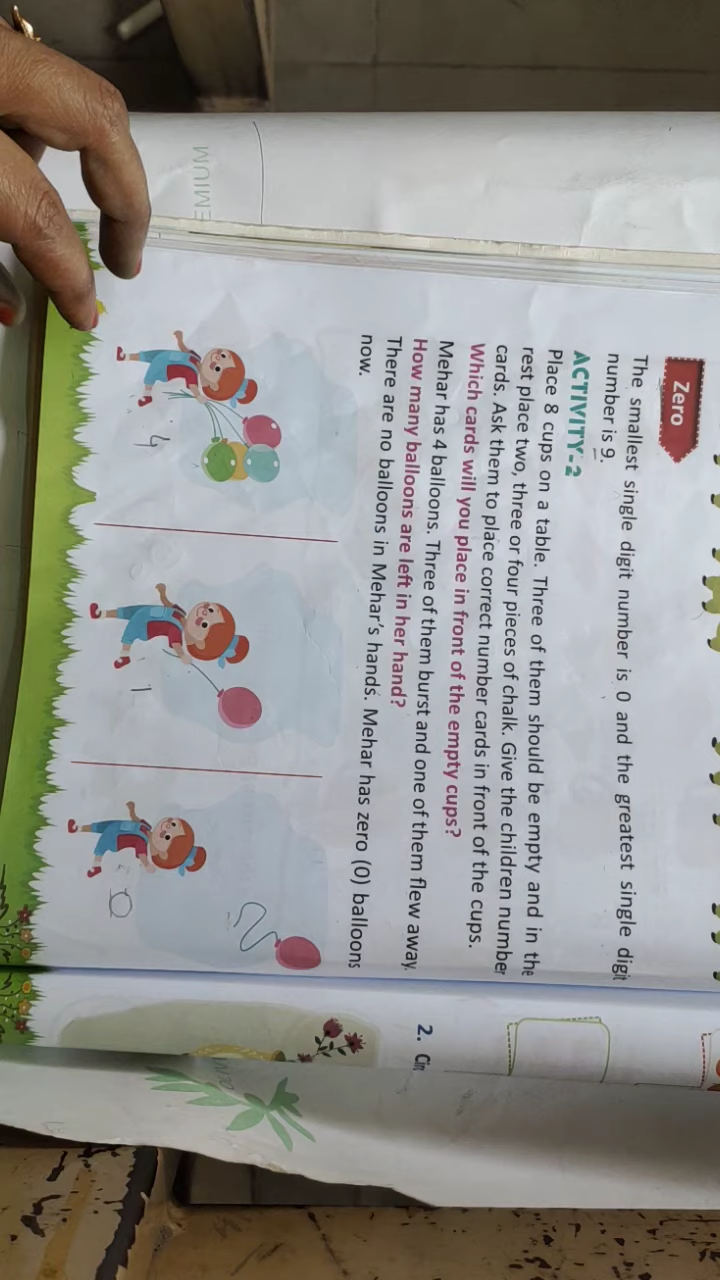 Zero
The smallest single digit number is 0 and the greatest single digit
number is 9.
ACTIVITY-2
Place 8 cups on a table. Three of them should be empty and in the
rest place two, three or four pieces of chalk. Give the children number
cards. Ask them to place correct number cards in front of the cups.
Which cards will you place in front of the empty cups?
Mehar has 4 balloons. Three of them burst and one of them flew away.
How many balloons are left in her hand?
There are no balloons in Mehar's hands. Mehar has zero (0) balloons
now.
4
1
0
2.
EMIUM